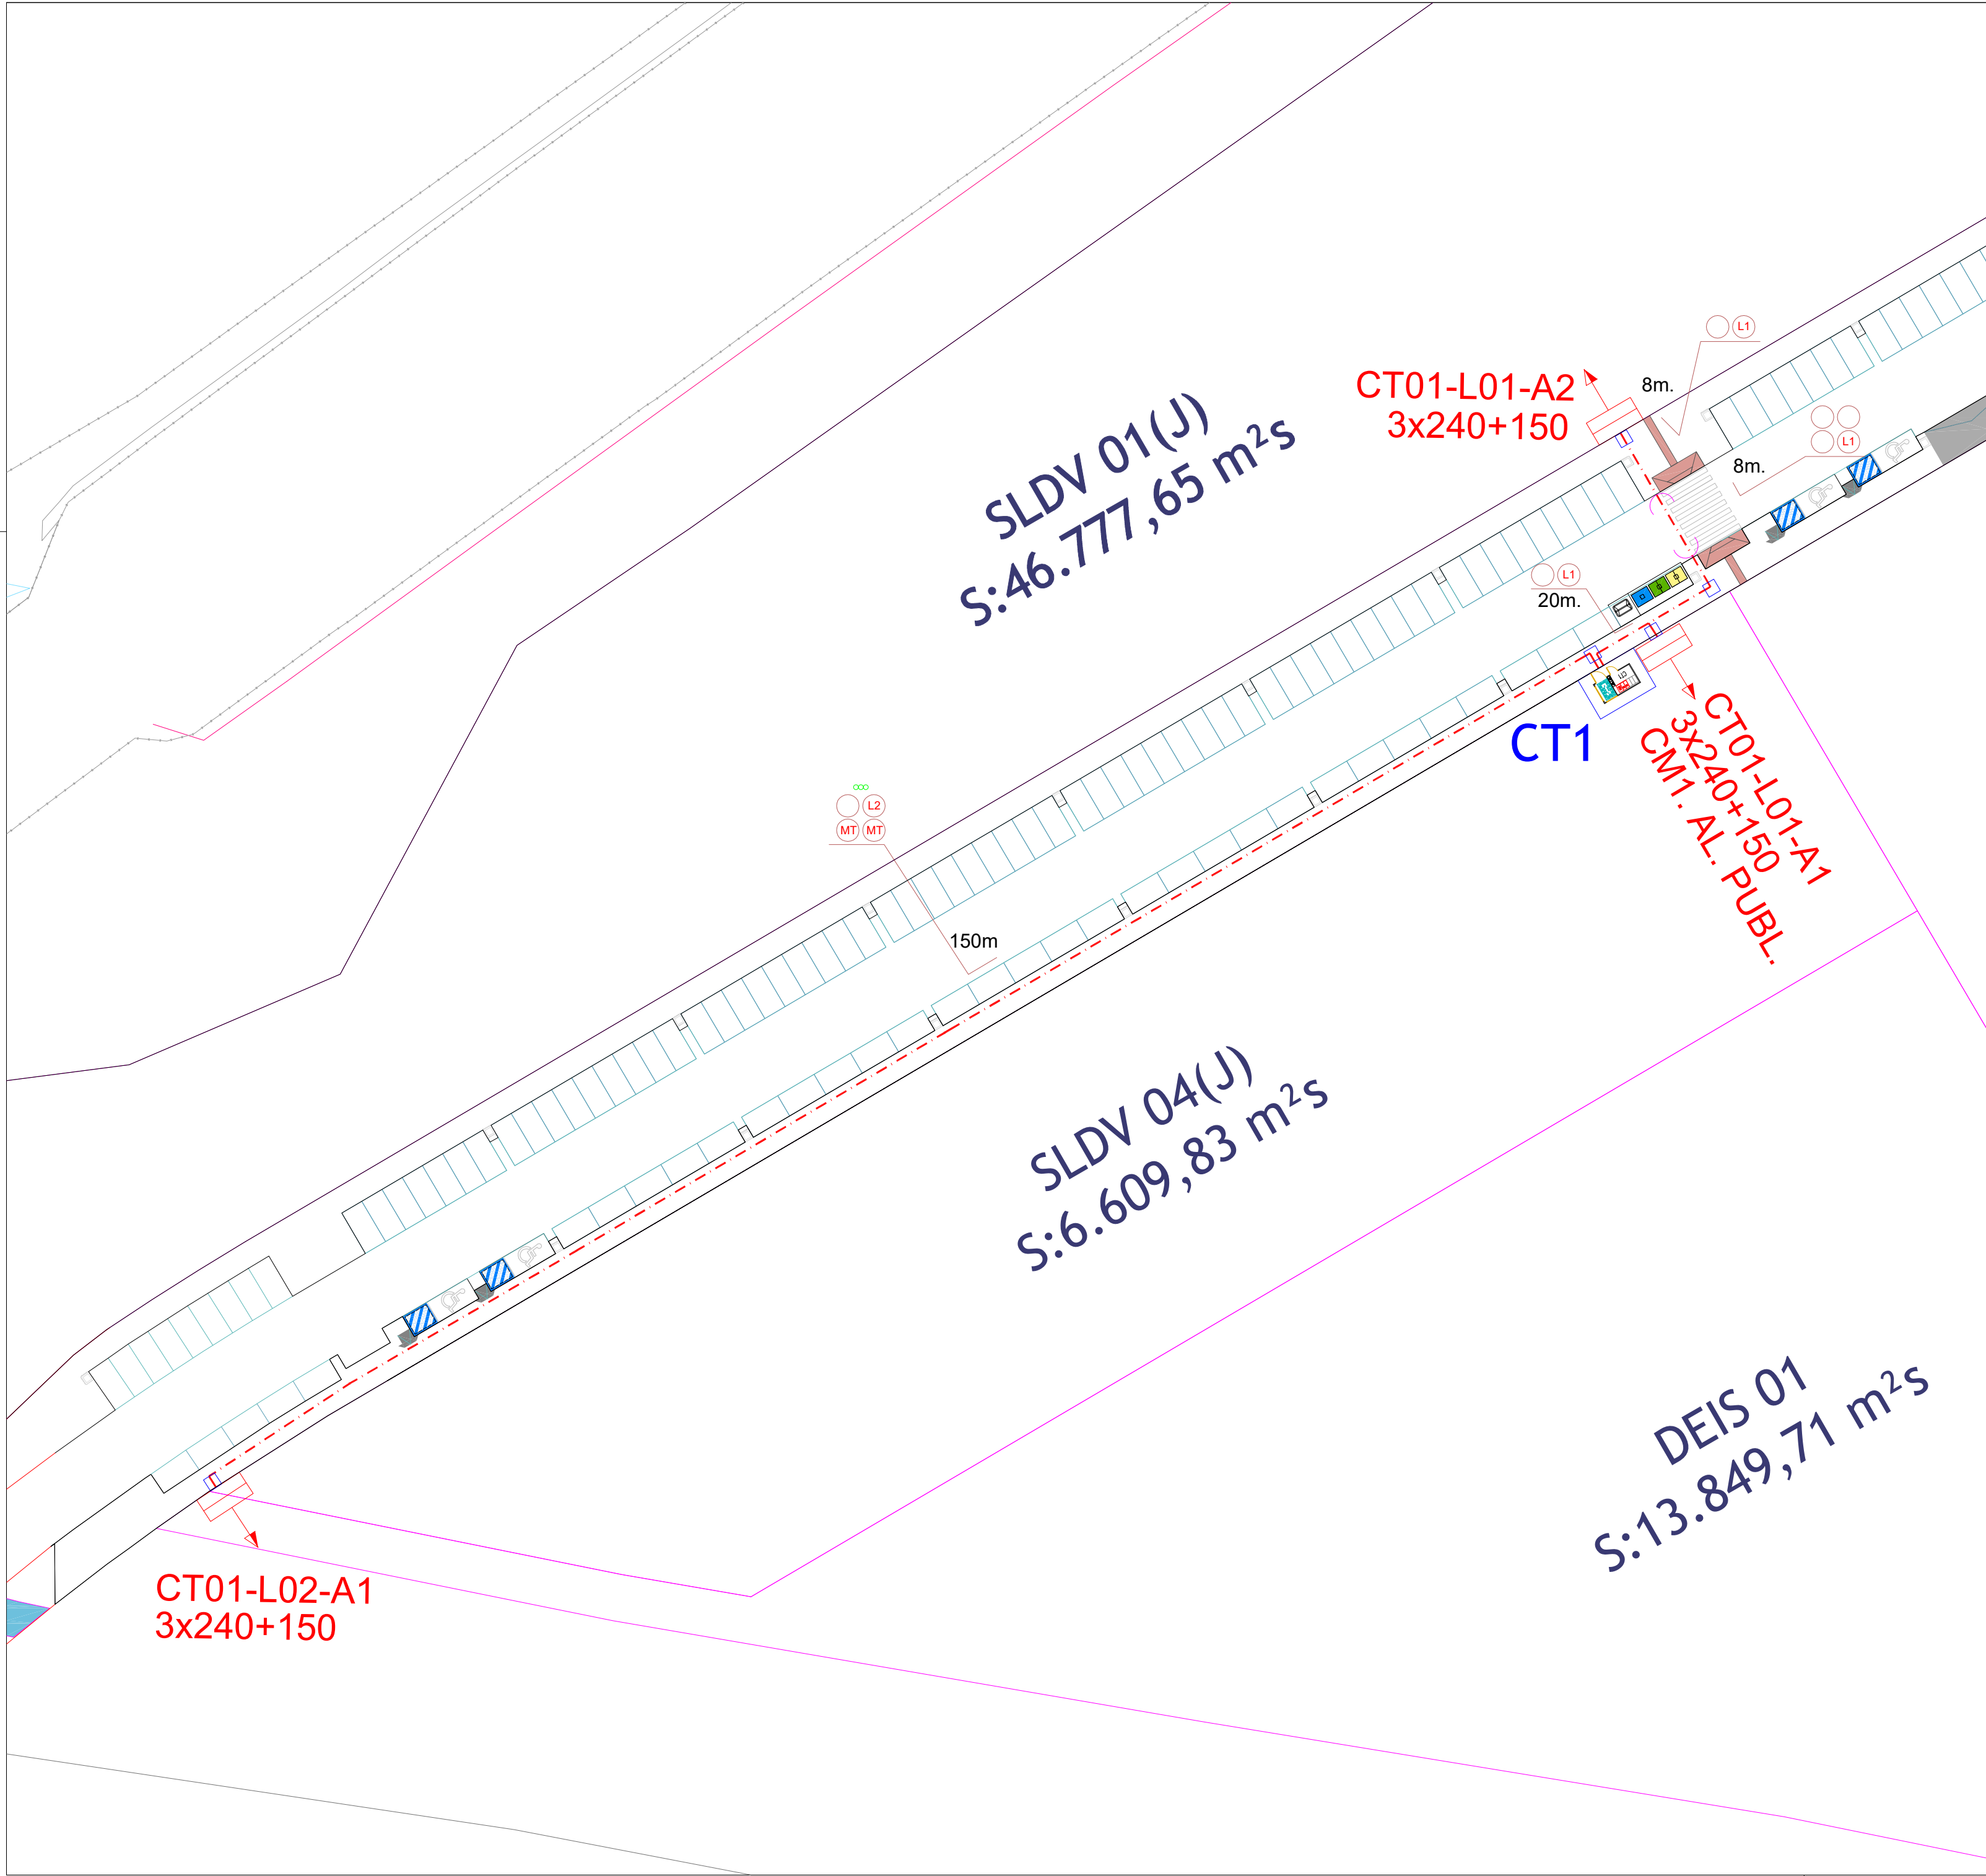 L1
CT01-L01-A2
3x240+150
8m.
SLDV 01(J)
S:46.777,65 m²s
L1
8m.
L1
20m.
CT1
CT01-L01-A1
3x240+150
CM1. AL. PUBL.
L2
MT MT
150m
SLDV 04(J)
S:6.609,83 m²s
DEIS 01
S:13.849,71 m²s
CT01-L02-A1
3x240+150